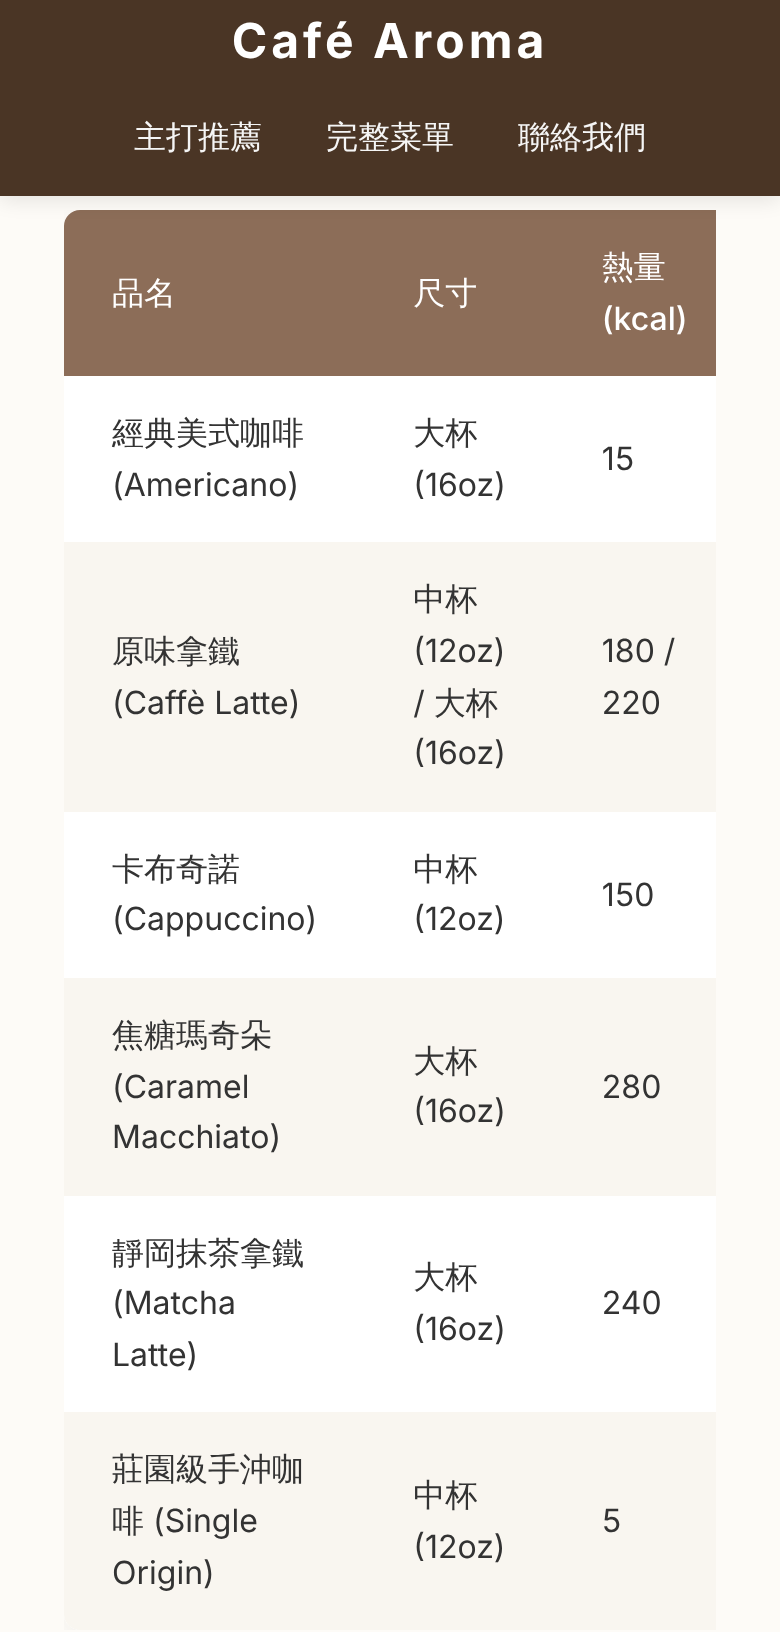 Café Aroma
主打推薦 完整菜單 聯絡我們
品名
尺寸
熱量
(kcal)
經典美式咖啡
(Americano)
大杯
(16oz)
15
原味拿鐵
(Caffè Latte)
中杯
(12oz)
/ 大杯
(16oz)
180 /
220
卡布奇諾
(Cappuccino)
中杯
(12oz)
150
焦糖瑪奇朵
(Caramel
Macchiato)
大杯
(16oz)
280
靜岡抹茶拿鐵
(Matcha
Latte)
大杯
(16oz)
240
莊園級手沖咖
啡 (Single
Origin)
中杯
(12oz)
5